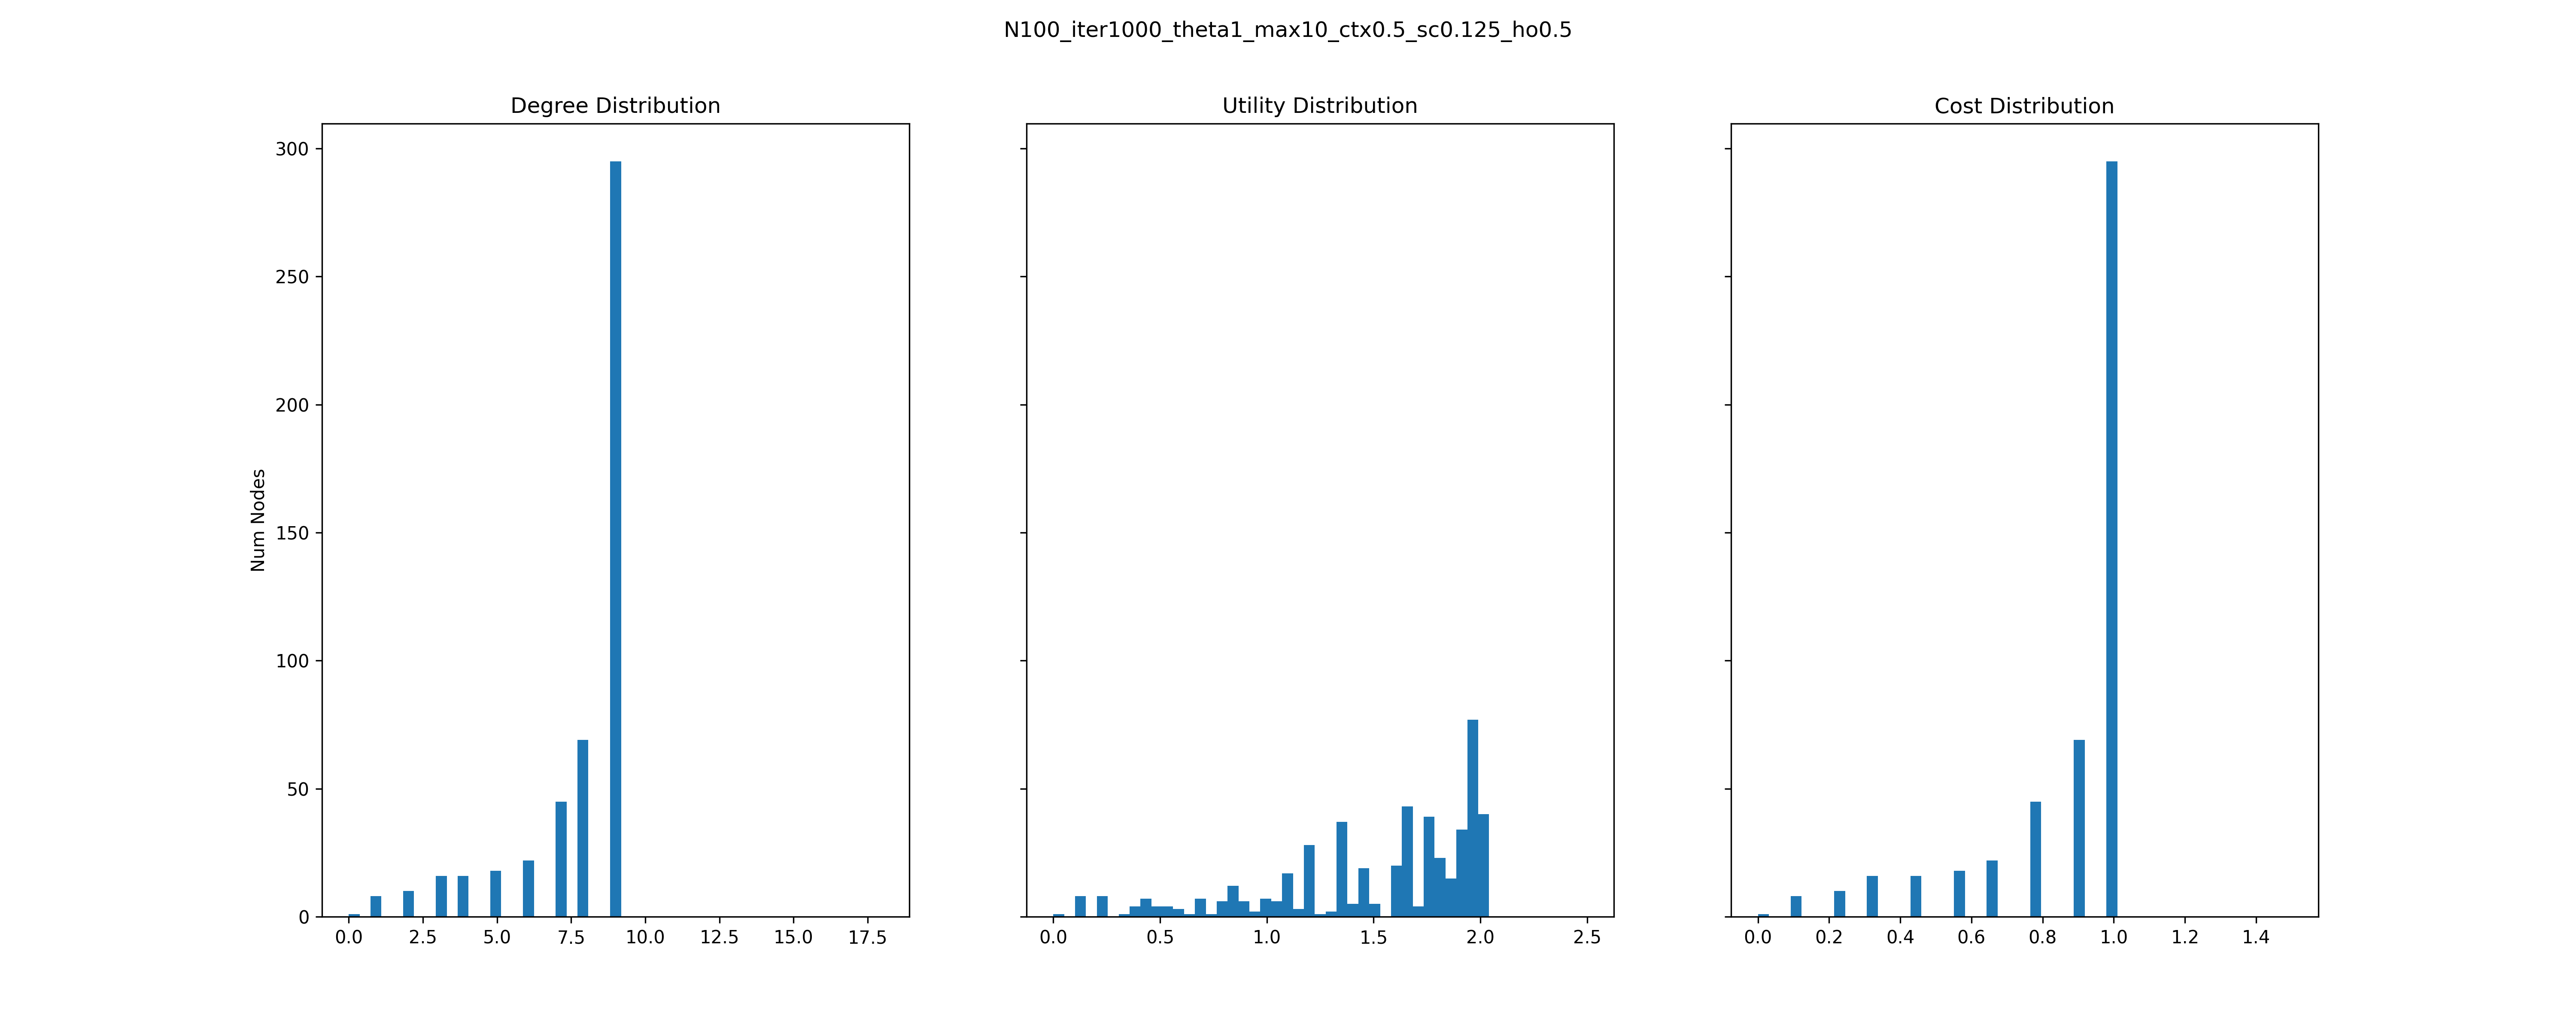 N100_iter1000_theta1_max10_ctx0.5_sc0.125_ho0.5
Degree Distribution
Utility Distribution
Cost Distribution
Num Nodes
300
250
200
150
100
50
0
0.0 2.5 5.0 7.5 10.0 12.5 15.0 17.5
0.0 0.5 1.0 1.5 2.0 2.5
0.0 0.2 0.4 0.6 0.8 1.0 1.2 1.4